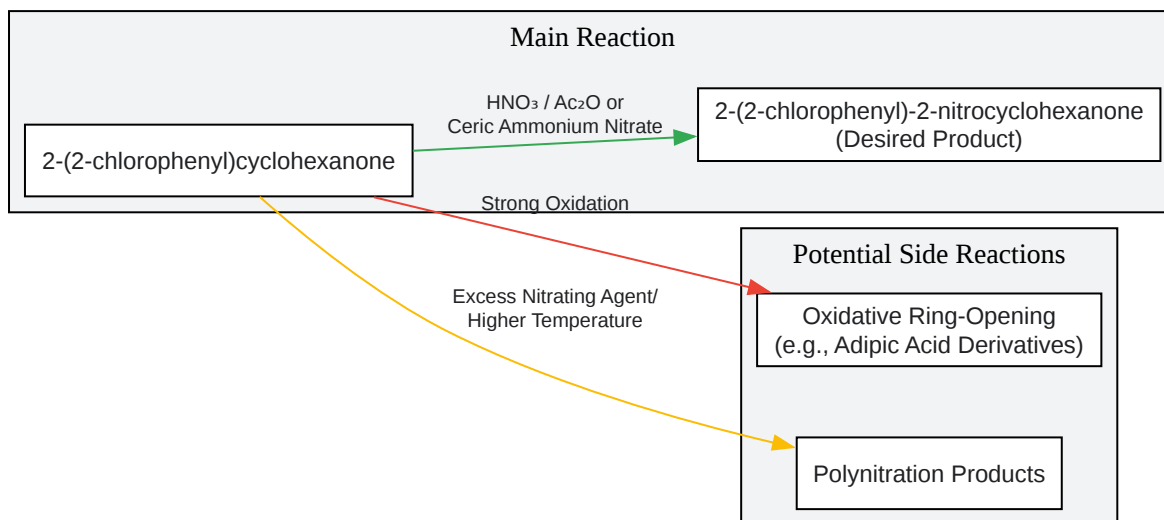 Main Reaction
2-(2-chlorophenyl)cyclohexanone
HNO₃ / Ac₂O or
Ceric Ammonium Nitrate
2-(2-chlorophenyl)-2-nitrocyclohexanone
(Desired Product)
Strong Oxidation
Potential Side Reactions
Excess Nitrating Agent/
Higher Temperature
Oxidative Ring-Opening
(e.g., Adipic Acid Derivatives)
Polynitration Products